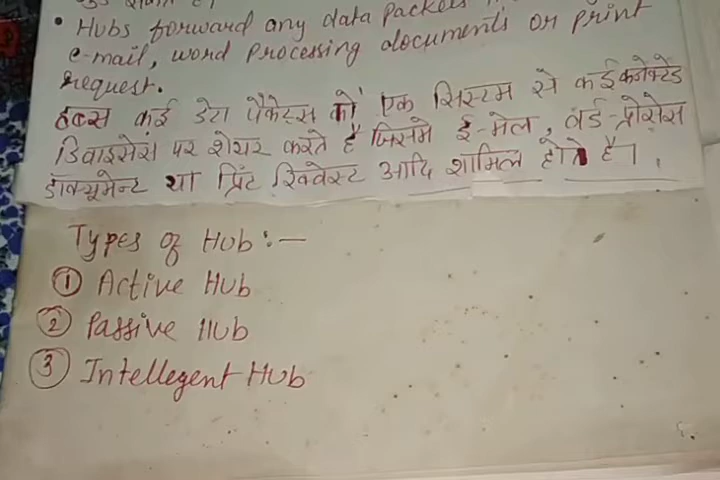 • Hubs forward any data packets
e-mail, word processing documents or print
request.
हब्स कई डेटा पैकेट्स को एक सिस्टम से कई कनेक्टेड
डिवाइसेस पर शेयर करते हैं जिसमे ई-मेल, वर्ड-प्रोसेस
डॉक्यूमेन्ट या प्रिंट रिक्वेस्ट आदि शामिल होते है।
Types of Hub:—
① Active Hub
② Passive Hub
③ Intellegent Hub